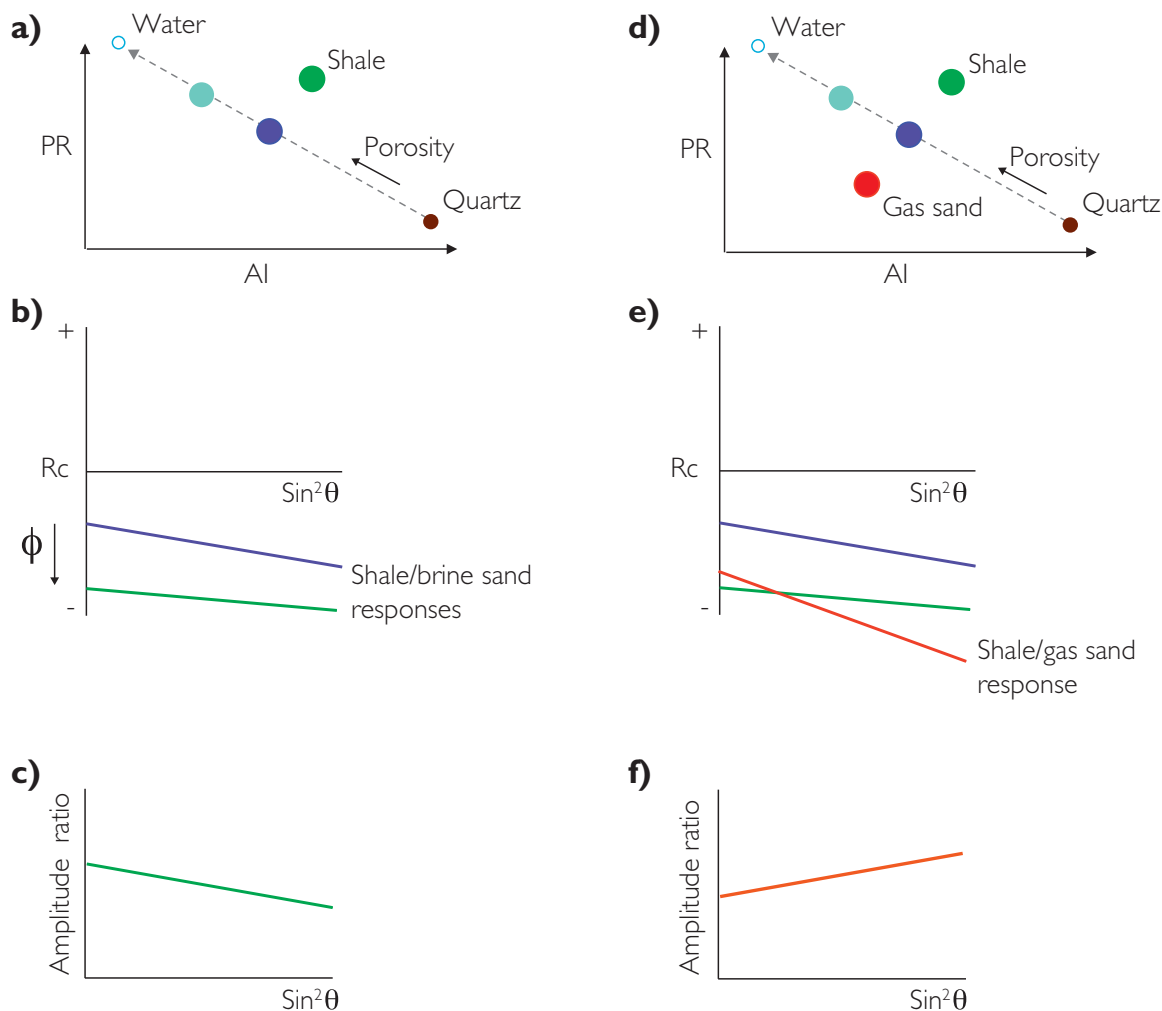 a)
Water
Shale
PR
Porosity
Quartz
AI
d)
Water
Shale
PR
Porosity
Gas sand
Quartz
AI
b)
+
Rc
Sin²θ
ϕ
-
Shale/brine sand
responses
e)
+
Rc
Sin²θ
-
Shale/gas sand
response
c)
Amplitude ratio
Sin²θ
f)
Amplitude ratio
Sin²θ